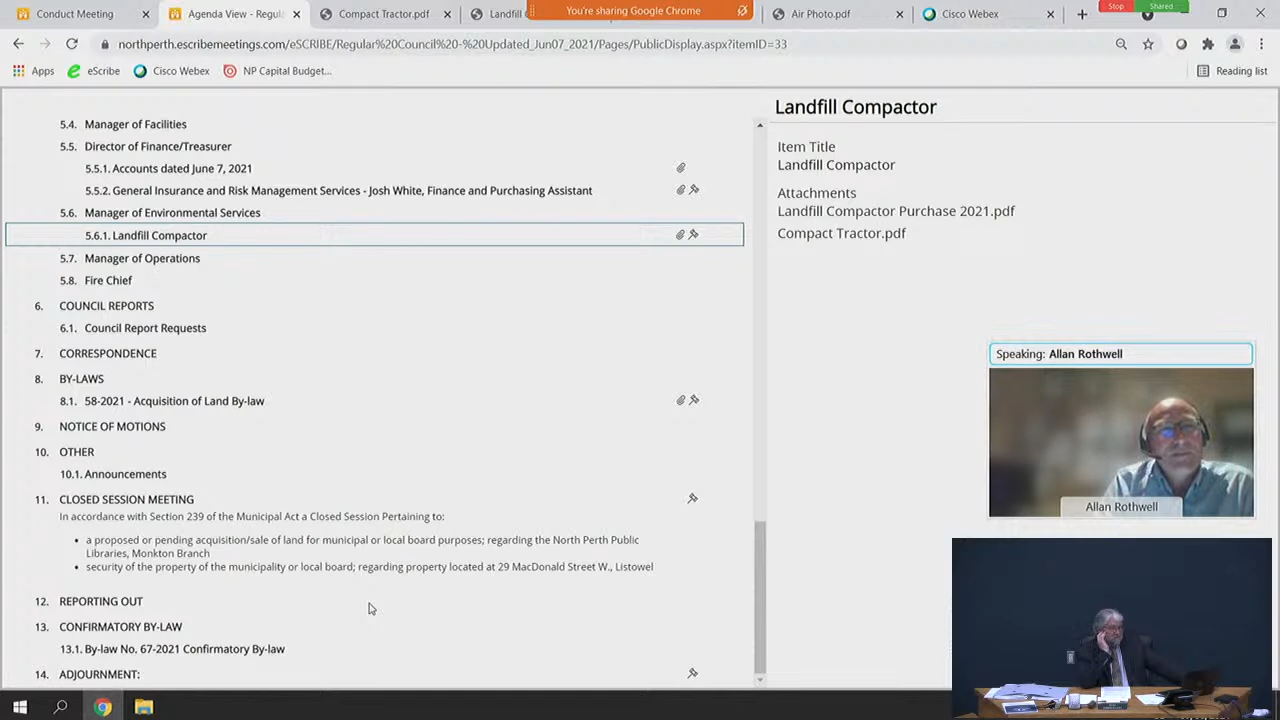 Conduct Meeting
Agenda View - Regula
Compact Tractor.pdf
Landfill C
You're sharing Google Chrome
Air Photo.pdf
Cisco Webex
Stop
Shared
northperth.escribemeetings.com/eSCRIBE/Regular%20Council%20-%20Updated_Jun07_2021/Pages/PublicDisplay.aspx?itemID=33
Apps
eScribe
Cisco Webex
NP Capital Budget...
Reading list
5.4. Manager of Facilities
5.5. Director of Finance/Treasurer
5.5.1. Accounts dated June 7, 2021
5.5.2. General Insurance and Risk Management Services - Josh White, Finance and Purchasing Assistant
5.6. Manager of Environmental Services
5.6.1. Landfill Compactor
5.7. Manager of Operations
5.8. Fire Chief
6. COUNCIL REPORTS
6.1. Council Report Requests
7. CORRESPONDENCE
8. BY-LAWS
8.1. 58-2021 - Acquisition of Land By-law
9. NOTICE OF MOTIONS
10. OTHER
10.1. Announcements
11. CLOSED SESSION MEETING
In accordance with Section 239 of the Municipal Act a Closed Session Pertaining to:
• a proposed or pending acquisition/sale of land for municipal or local board purposes; regarding the North Perth Public
Libraries, Monkton Branch
• security of the property of the municipality or local board; regarding property located at 29 MacDonald Street W., Listowel
12. REPORTING OUT
13. CONFIRMATORY BY-LAW
13.1. By-law No. 67-2021 Confirmatory By-law
14. ADJOURNMENT:
Landfill Compactor
Item Title
Landfill Compactor
Attachments
Landfill Compactor Purchase 2021.pdf
Compact Tractor.pdf
Speaking: Allan Rothwell
Allan Rothwell